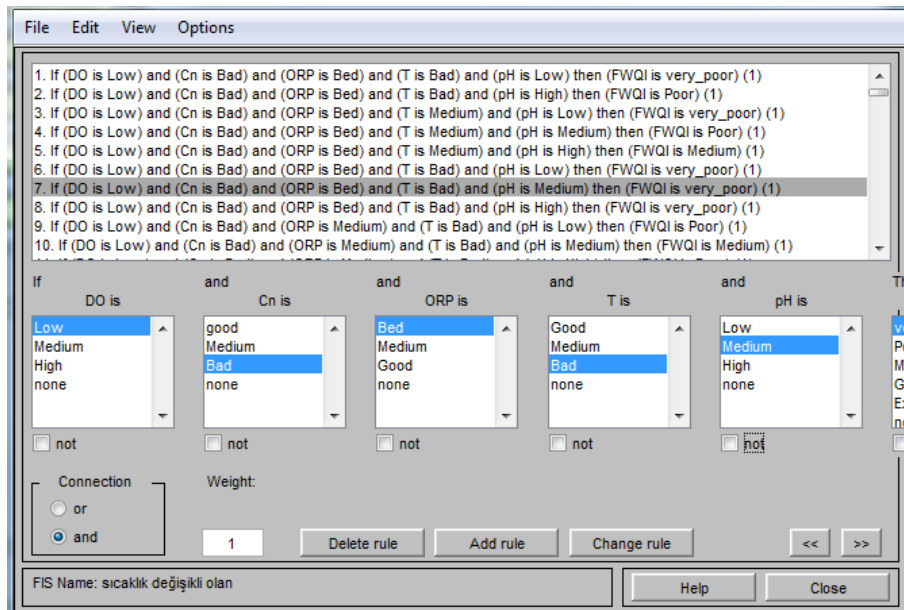 File Edit View Options
1. If (DO is Low) and (Cn is Bad) and (ORP is Bed) and (T is Bad) and (pH is Low) then (FWQI is very_poor) (1)
2. If (DO is Low) and (Cn is Bad) and (ORP is Bed) and (T is Bad) and (pH is High) then (FWQI is Poor) (1)
3. If (DO is Low) and (Cn is Bad) and (ORP is Bed) and (T is Medium) and (pH is Low) then (FWQI is very_poor) (1)
4. If (DO is Low) and (Cn is Bad) and (ORP is Bed) and (T is Medium) and (pH is Medium) then (FWQI is Poor) (1)
5. If (DO is Low) and (Cn is Bad) and (ORP is Bed) and (T is Medium) and (pH is High) then (FWQI is Medium) (1)
6. If (DO is Low) and (Cn is Bad) and (ORP is Bed) and (T is Bad) and (pH is Low) then (FWQI is very_poor) (1)
7. If (DO is Low) and (Cn is Bad) and (ORP is Bed) and (T is Bad) and (pH is Medium) then (FWQI is very_poor) (1)
8. If (DO is Low) and (Cn is Bad) and (ORP is Bed) and (T is Bad) and (pH is High) then (FWQI is very_poor) (1)
9. If (DO is Low) and (Cn is Bad) and (ORP is Medium) and (T is Bad) and (pH is Low) then (FWQI is Poor) (1)
10. If (DO is Low) and (Cn is Bad) and (ORP is Medium) and (T is Bad) and (pH is Medium) then (FWQI is Medium) (1)
If and and and and
DO is Cn is ORP is T is pH is
Low good Bed Good Low
Medium Medium Medium Medium Medium
High Bad Good Bad High
none none none none none
not not not not not
Connection Weight:
or
and 1 Delete rule Add rule Change rule << >>
FIS Name: sıcaklık değişikli olan Help Close